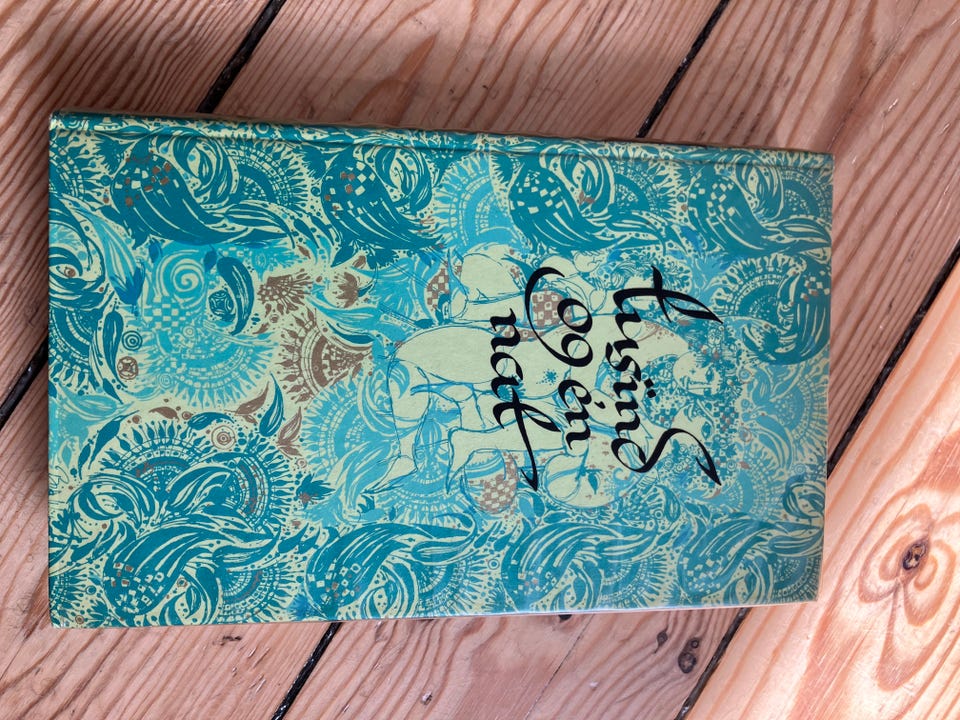 tusind
og én
nat